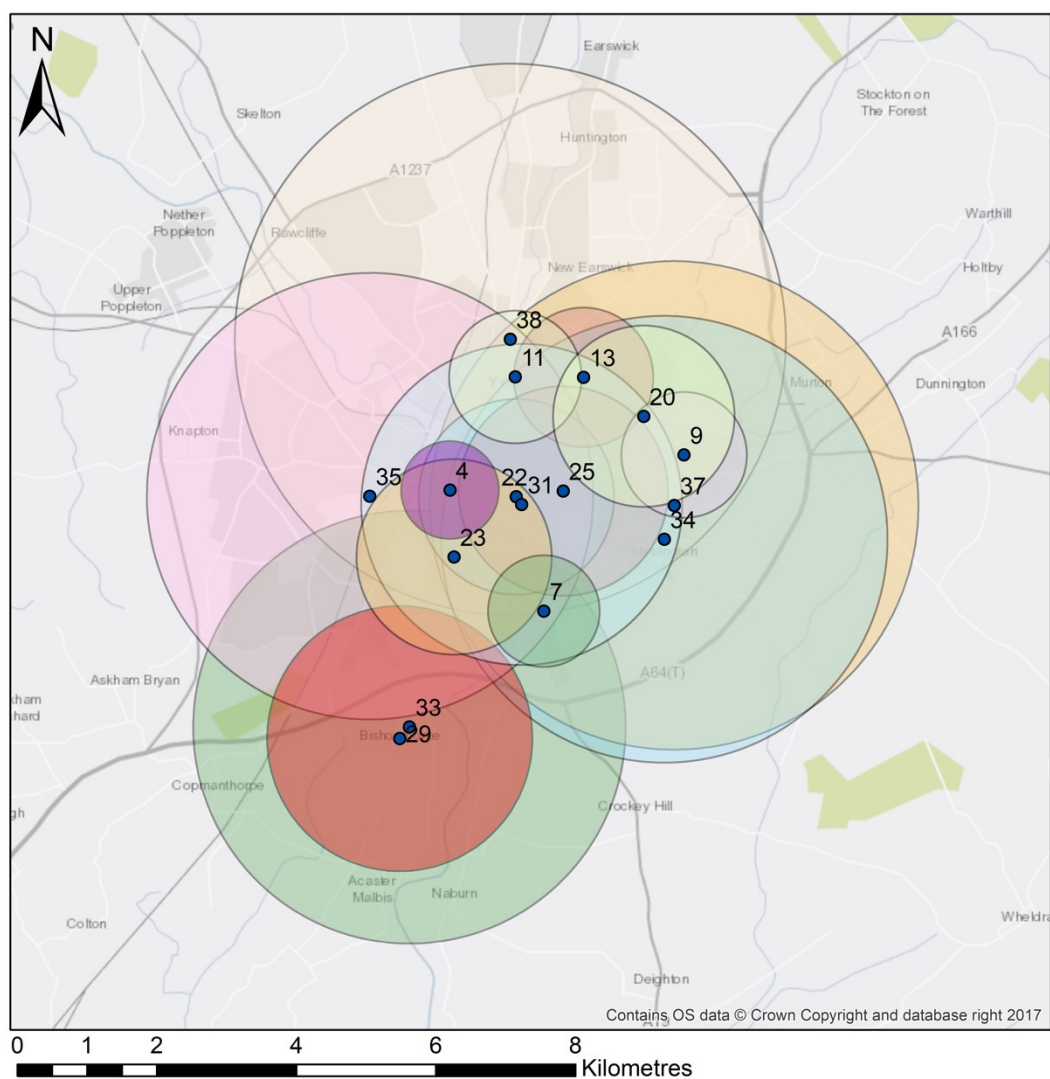 N
Earswick
Stockton on
The Forest
Skelton
Huntington
A1237
Nether
Poppleton
Rawcliffe
Warthill
New Earswick
Holtby
Upper
Poppleton
38
A166
11
13
Murton
Dunnington
20
Knapton
9
35
4
22
31
25
37
34
23
7
A64(T)
Askham Bryan
33
29
Copmanthorpe
Crockey Hill
Acaster
Malbis
Naburn
Colton
Deighton
Contains OS data © Crown Copyright and database right 2017
A19
0 1 2 4 6 8
Kilometres